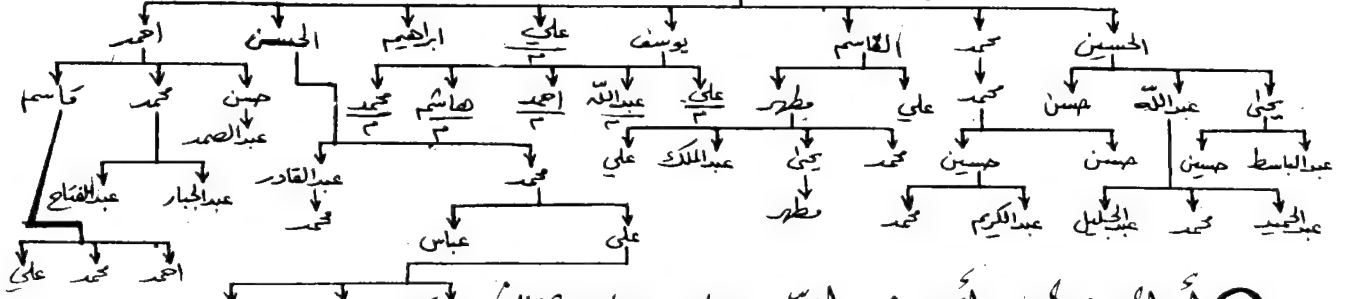 الحسين محمد القاسم يوسف علي ابراهيم الحسن احمد
م
يحيى عبدالله حسن محمد علي مطهر علي عبدالله احمد هاشم محمد حسن محمد قاسم
م م م م م
عبدالصمد
عبدالباسط حسين حسن حسين محمد يحيى عبدالملك علي محمد عبدالقادر عبدالجبار عبدالفتاح
عبدالحميد محمد عبدالجليل عبدالكريم محمد مطهر علي عباس محمد
احمد محمد علي